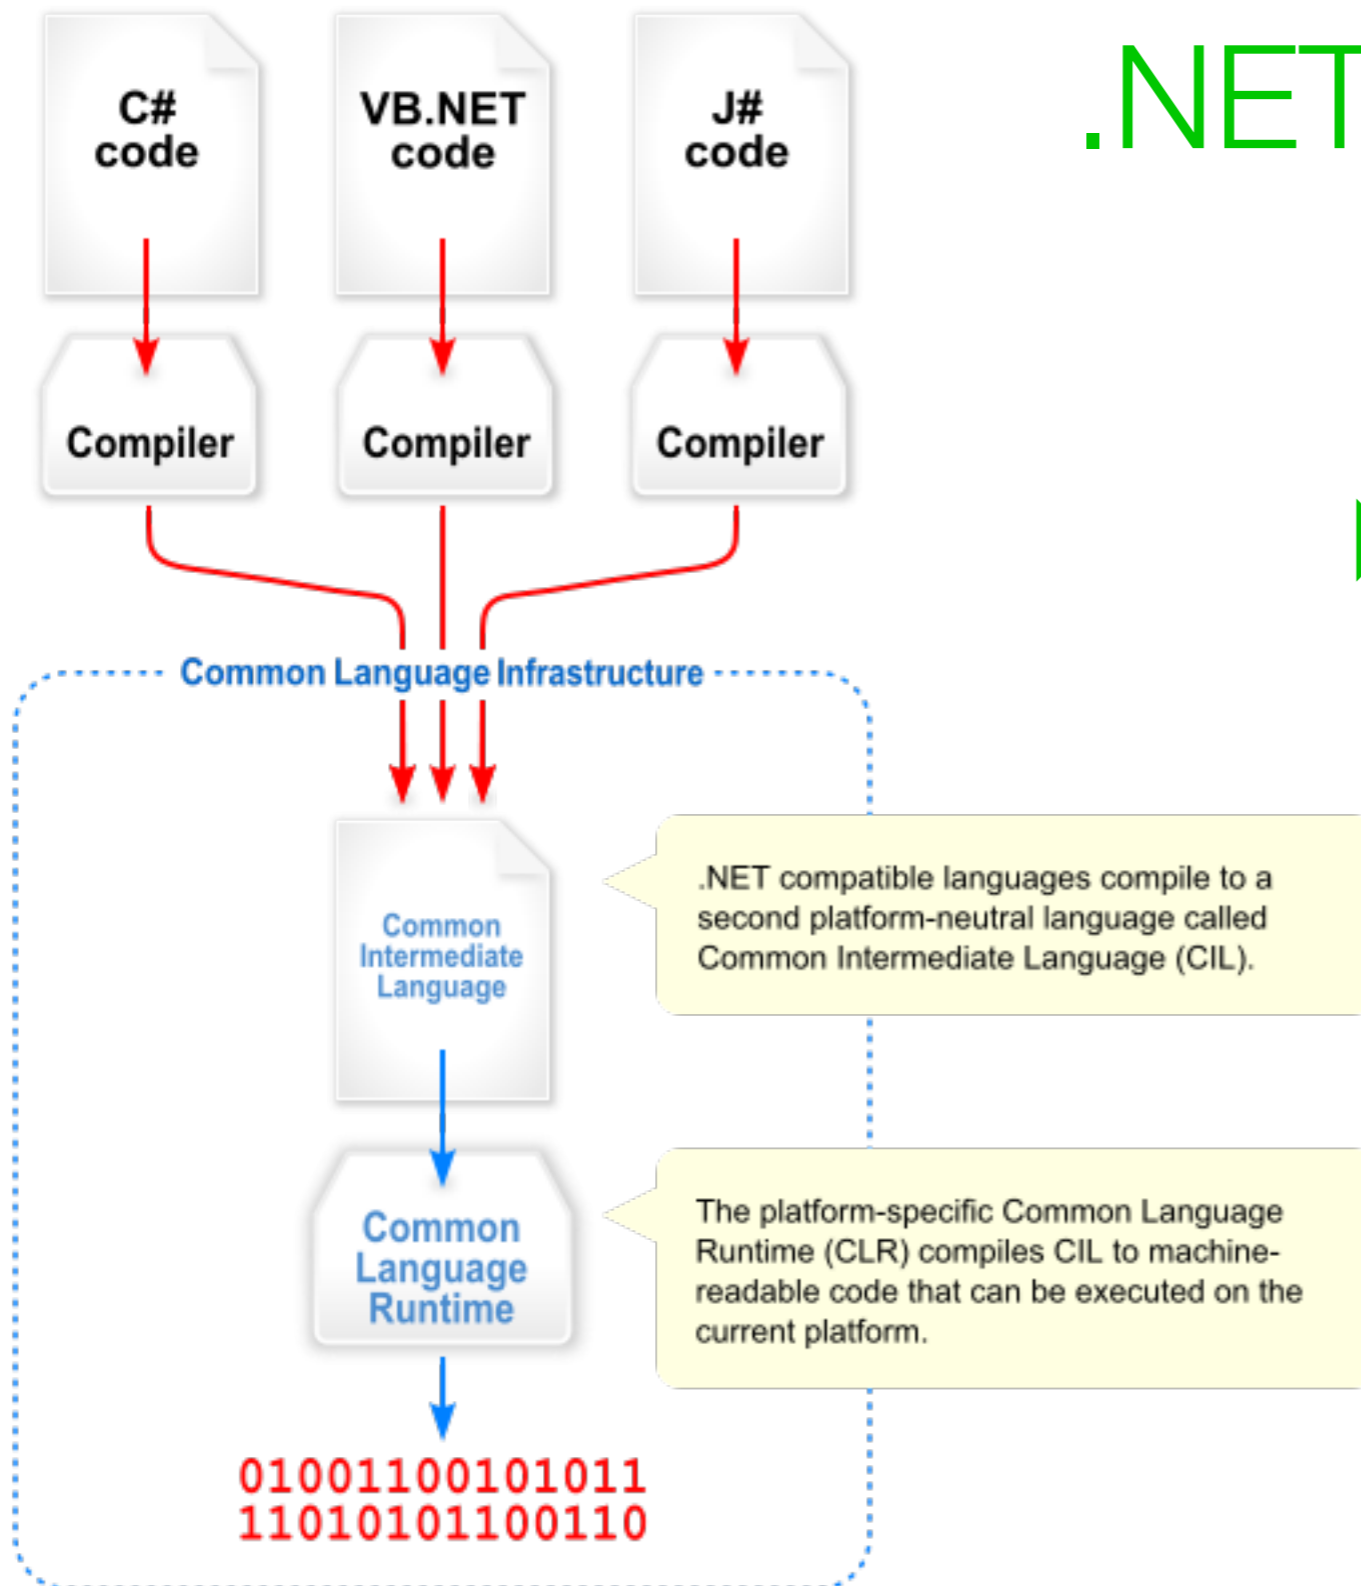 .NET
C#
code
VB.NET
code
J#
code
Compiler
Compiler
Compiler
Common Language Infrastructure
Common
Intermediate
Language
.NET compatible languages compile to a
second platform-neutral language called
Common Intermediate Language (CIL).
Common
Language
Runtime
The platform-specific Common Language
Runtime (CLR) compiles CIL to machine-
readable code that can be executed on the
current platform.
01001100101011
11010101100110